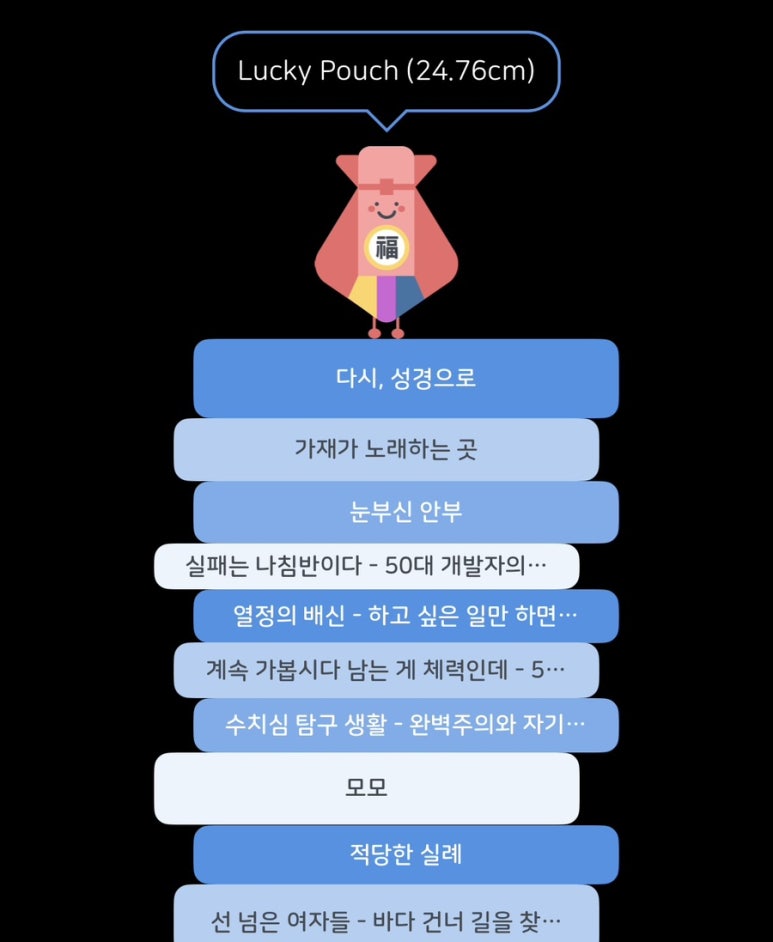 Lucky Pouch (24.76cm)
福
다시, 성경으로
가재가 노래하는 곳
눈부신 안부
실패는 나침반이다 - 50대 개발자의…
열정의 배신 - 하고 싶은 일만 하면…
계속 가봅시다 남는 게 체력인데 - 5…
수치심 탐구 생활 - 완벽주의와 자기…
모모
적당한 실례
선 넘은 여자들 - 바다 건너 길을 찾…